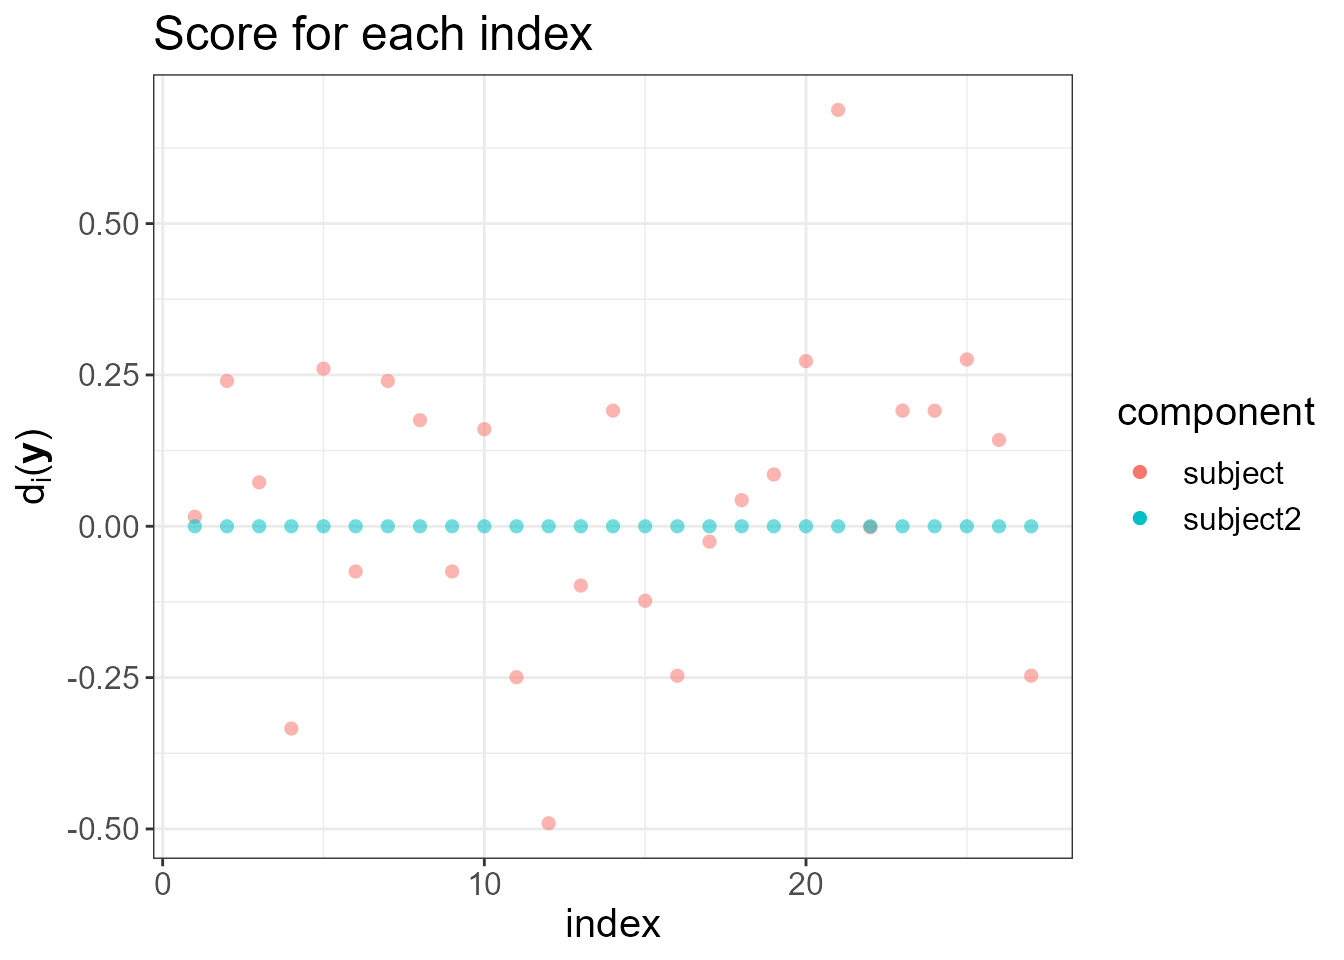 Score for each index
d_i(y)
0.50
0.25
0.00
-0.25
-0.50
0
10
20
index
component
subject
subject2